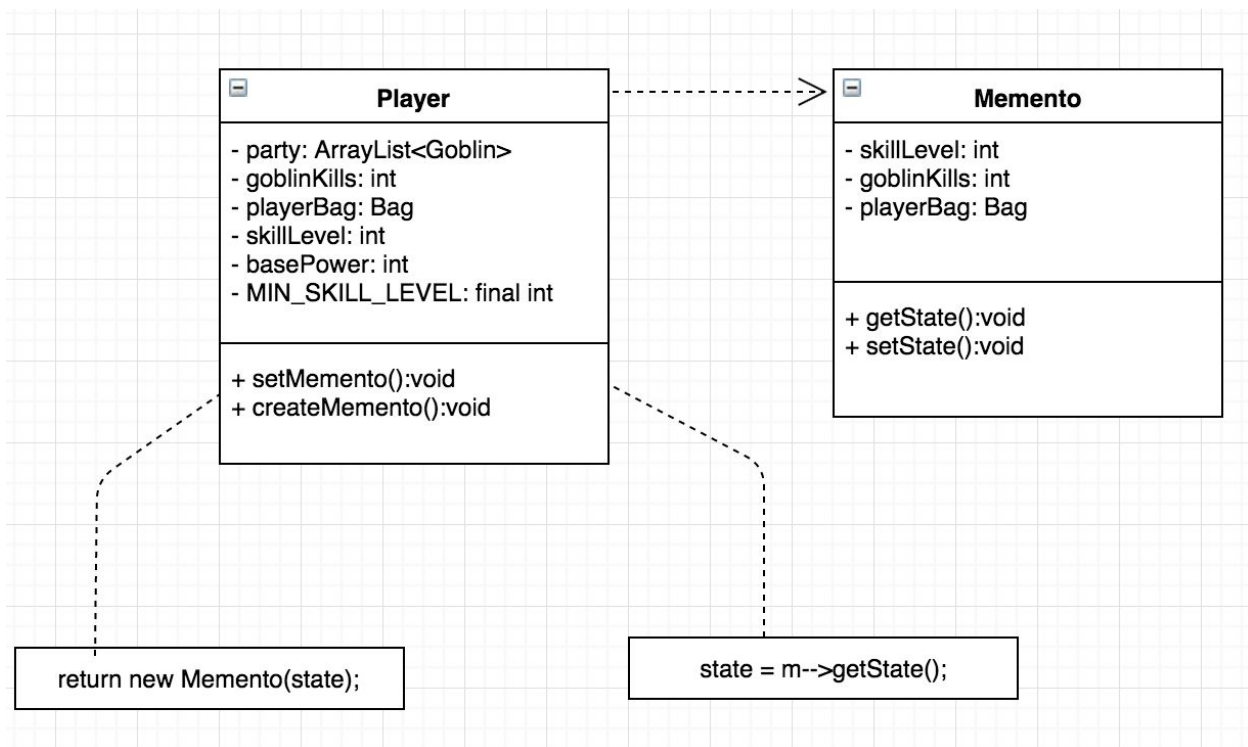 Player
- party: ArrayList<Goblin>
- goblinKills: int
- playerBag: Bag
- skillLevel: int
- basePower: int
- MIN_SKILL_LEVEL: final int
+ setMemento():void
+ createMemento():void
Memento
- skillLevel: int
- goblinKills: int
- playerBag: Bag
+ getState():void
+ setState():void
return new Memento(state);
state = m-->getState();